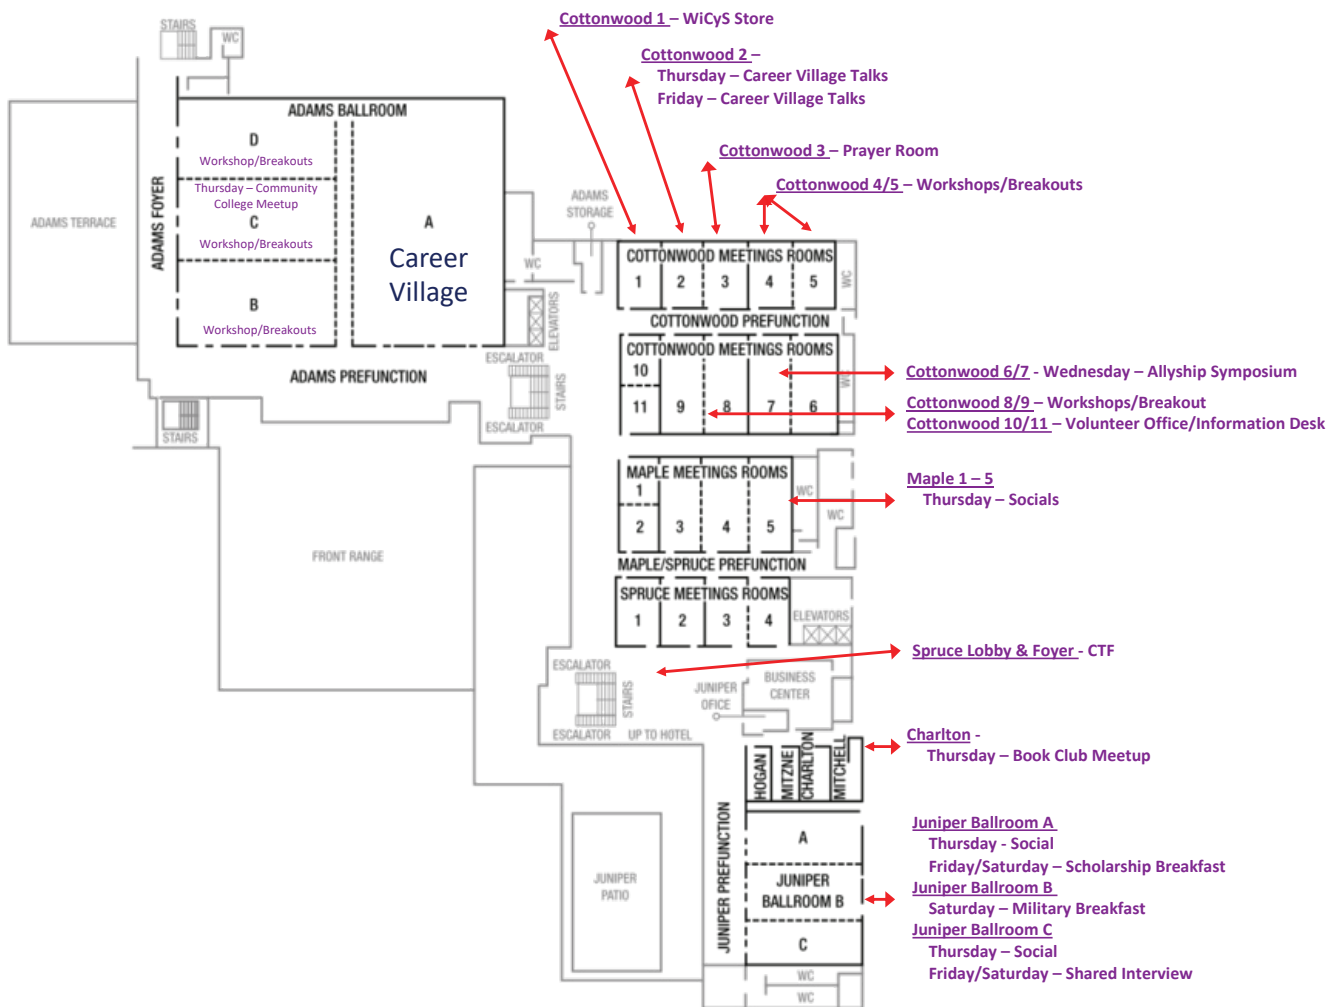 Cottonwood 1 – WiCyS Store
Cottonwood 2 –
Thursday – Career Village Talks
Friday – Career Village Talks
Cottonwood 3 – Prayer Room
Cottonwood 4/5 – Workshops/Breakouts
STAIRS
WC
ADAMS BALLROOM
D
Workshop/Breakouts
Thursday – Community
College Meetup
C
Workshop/Breakouts
B
Workshop/Breakouts
A
Career
Village
ADAMS TERRACE
ADAMS FOYER
ADAMS PREFUNCTION
STAIRS
ADAMS
STORAGE
WC
ELEVATORS
ESCALATOR
STAIRS
ESCALATOR
COTTONWOOD MEETINGS ROOMS
1
2
3
4
5
WC
COTTONWOOD PREFUNCTION
COTTONWOOD MEETINGS ROOMS
10
11
9
8
7
6
WC
Cottonwood 6/7 - Wednesday – Allyship Symposium
Cottonwood 8/9 – Workshops/Breakout
Cottonwood 10/11 – Volunteer Office/Information Desk
MAPLE MEETINGS ROOMS
1
2
3
4
5
WC
WC
Maple 1 – 5
Thursday – Socials
FRONT RANGE
MAPLE/SPRUCE PREFUNCTION
SPRUCE MEETINGS ROOMS
1
2
3
4
ELEVATORS
Spruce Lobby & Foyer - CTF
ESCALATOR
STAIRS
ESCALATOR
UP TO HOTEL
JUNIPER
OFICE
BUSINESS
CENTER
HOGAN
MITZNE
CHARLTON
MITCHELL
Charlton -
Thursday – Book Club Meetup
JUNIPER PATIO
JUNIPER PREFUNCTION
A
JUNIPER
BALLROOM B
C
WC
WC
Juniper Ballroom A
Thursday - Social
Friday/Saturday – Scholarship Breakfast
Juniper Ballroom B
Saturday – Military Breakfast
Juniper Ballroom C
Thursday – Social
Friday/Saturday – Shared Interview